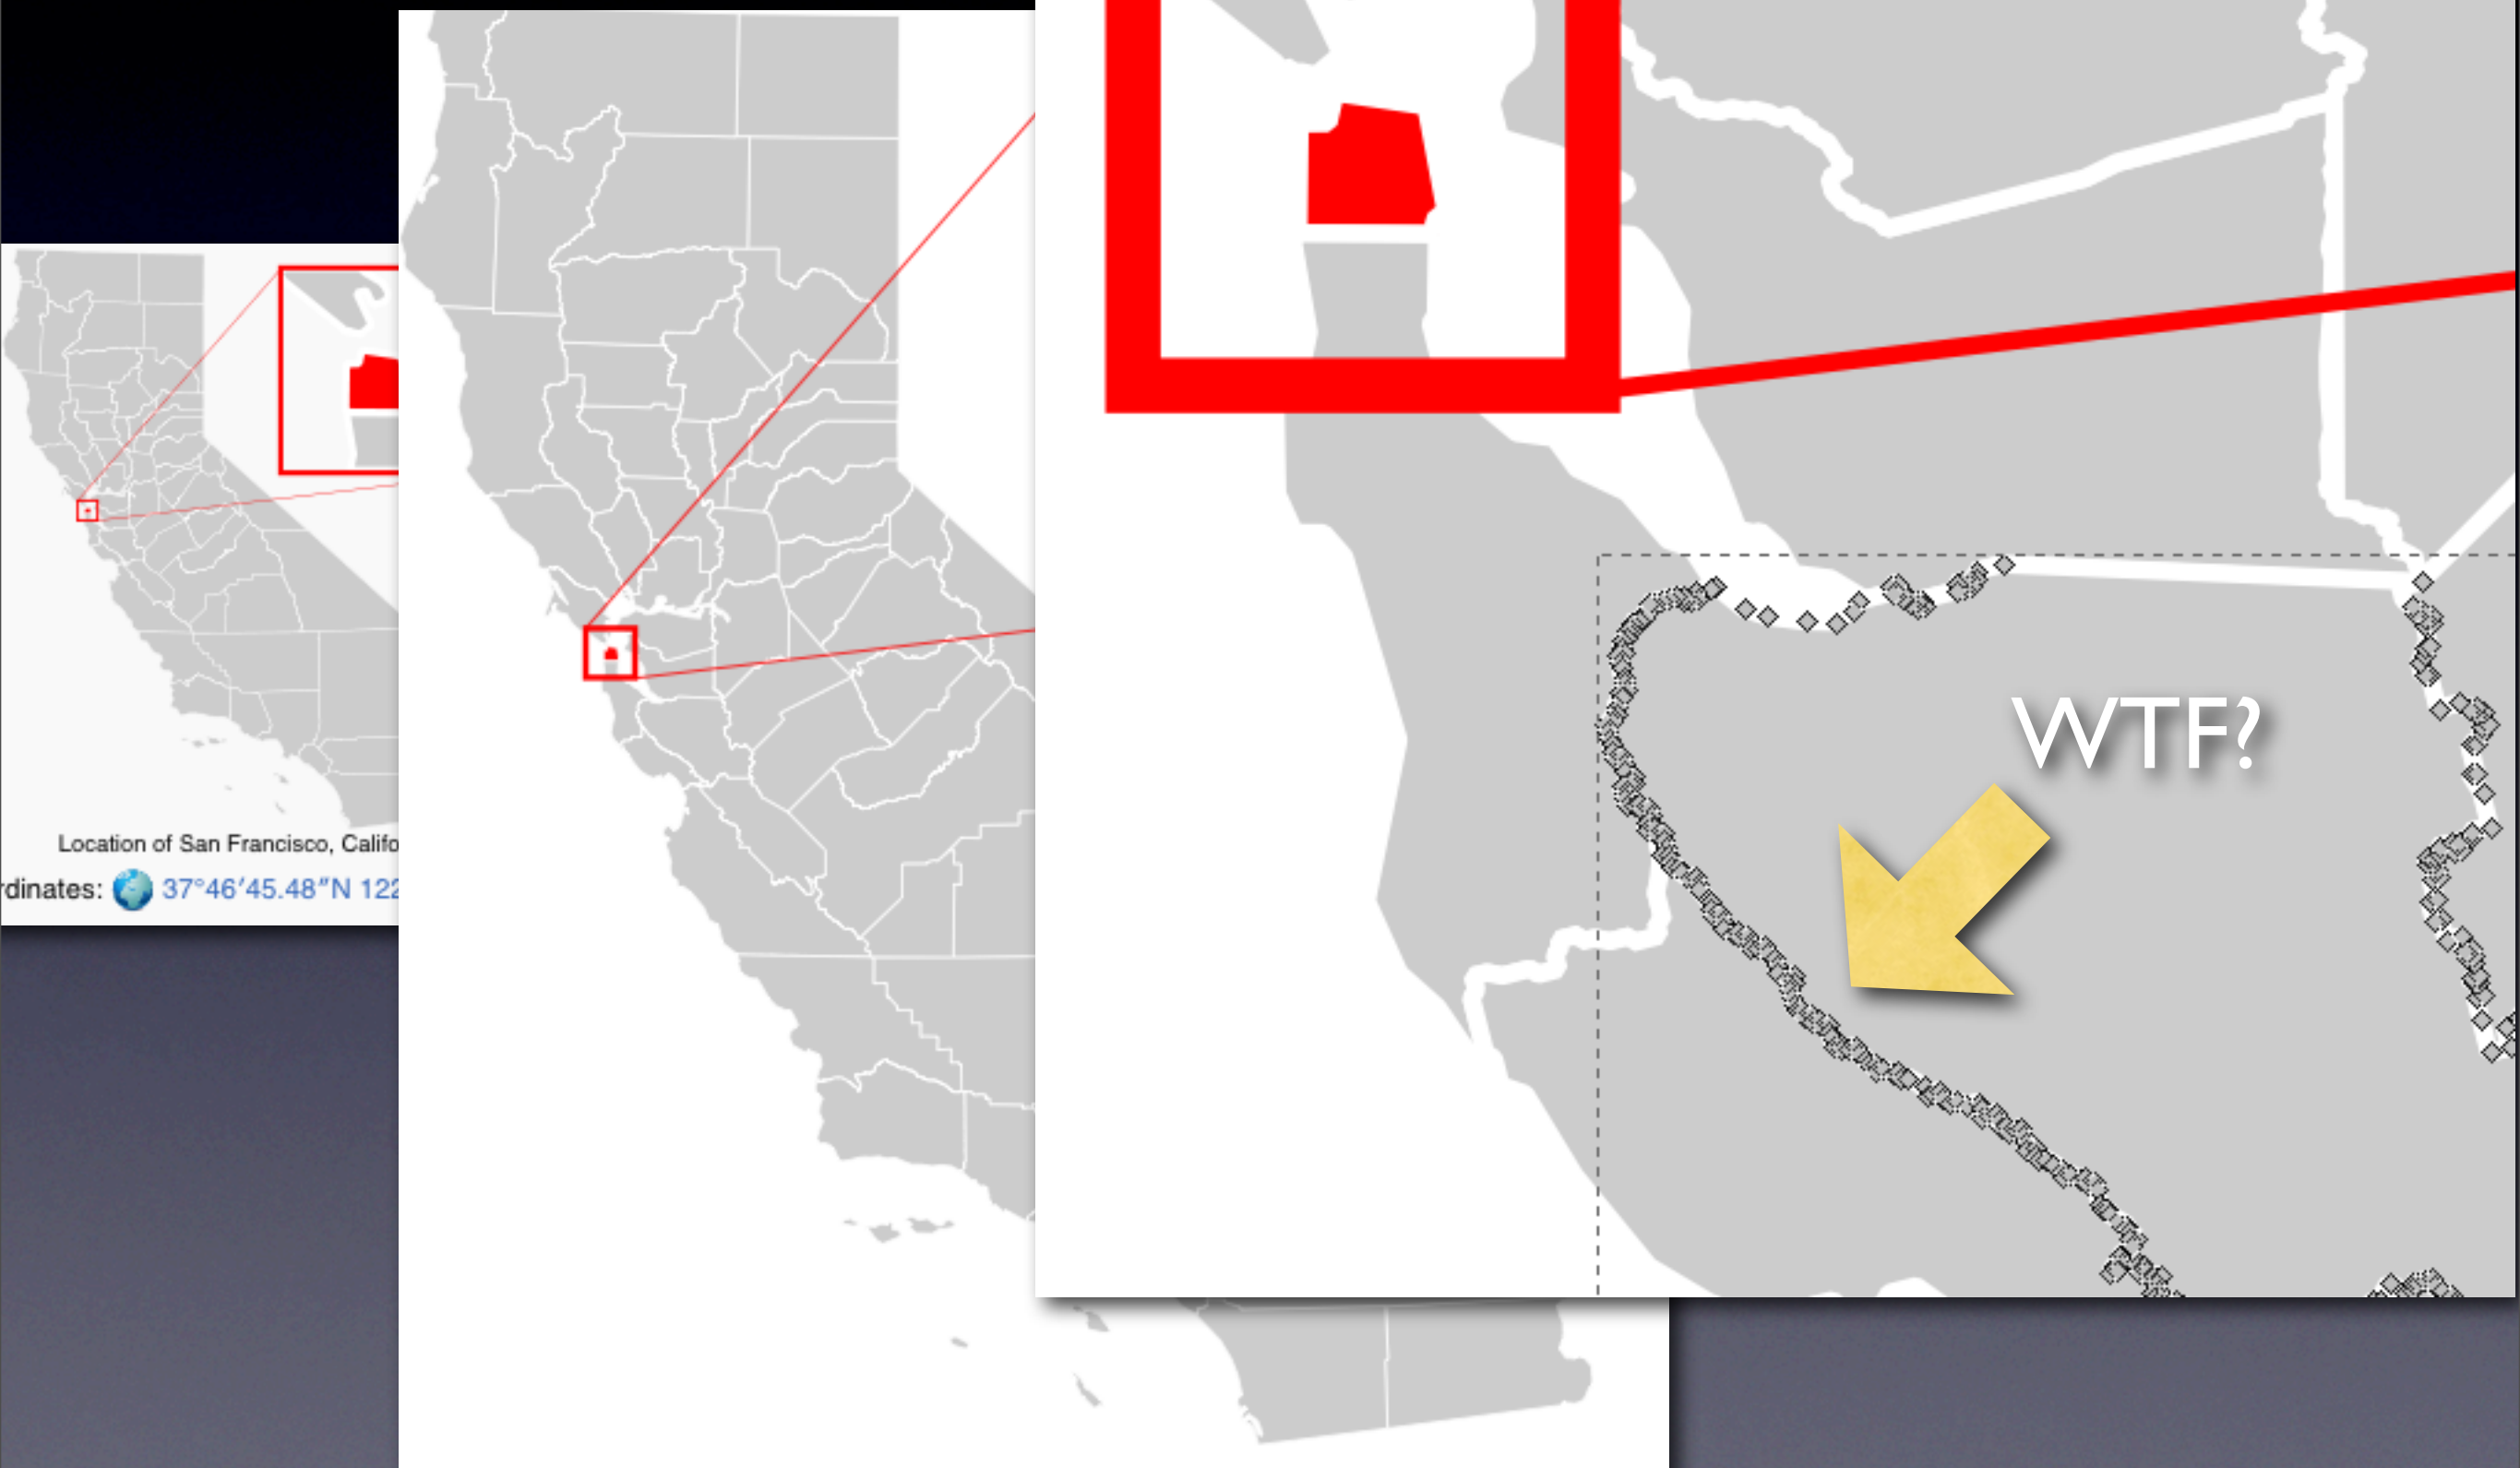 WTF?
Location of San Francisco, Califo
rdinates: 37°46′45.48″N 122